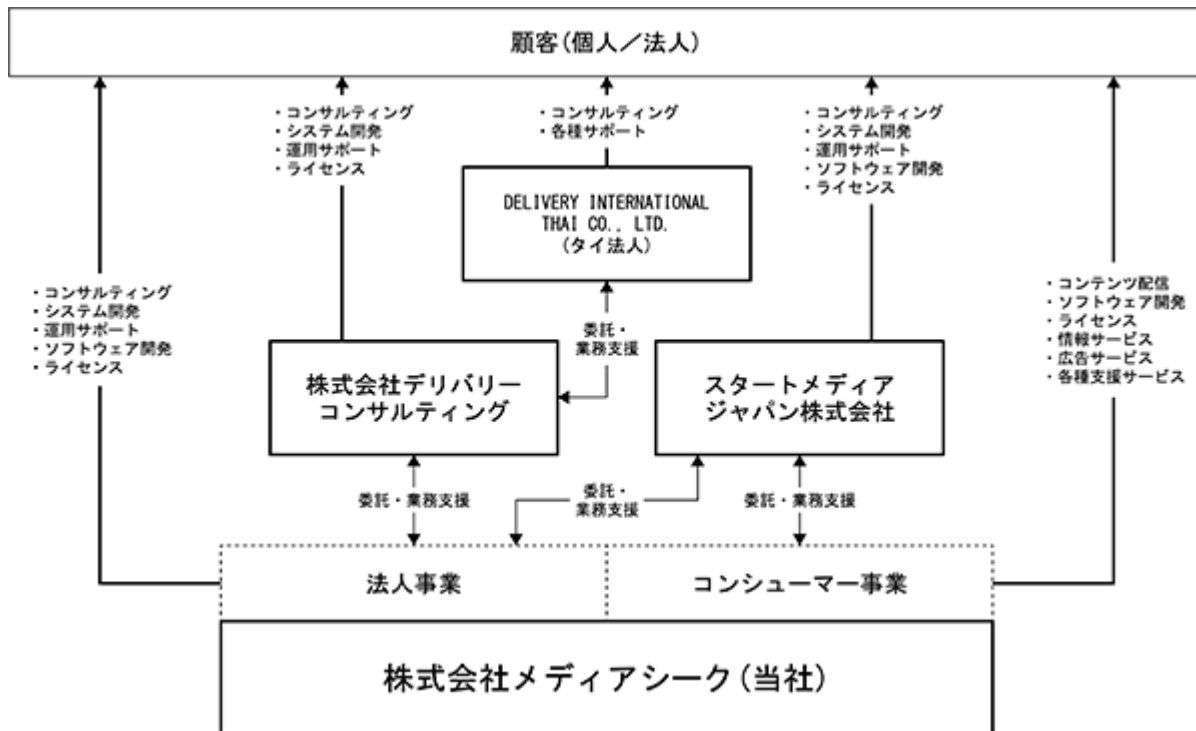 顧客(個人／法人)
・コンサルティング
・システム開発
・運用サポート
・ライセンス
・コンサルティング
・各種サポート
・コンサルティング
・システム開発
・運用サポート
・ソフトウェア開発
・ライセンス
DELIVERY INTERNATIONAL
THAI CO., LTD.
(タイ法人)
・コンサルティング
・システム開発
・運用サポート
・ソフトウェア開発
・ライセンス
・コンテンツ配信
・ソフトウェア開発
・ライセンス
・情報サービス
・広告サービス
・各種支援サービス
委託・
業務支援
株式会社デリバリー
コンサルティング
スタートメディア
ジャパン株式会社
委託・業務支援
委託・
業務支援
委託・業務支援
法人事業
コンシューマー事業
株式会社メディアシーク(当社)